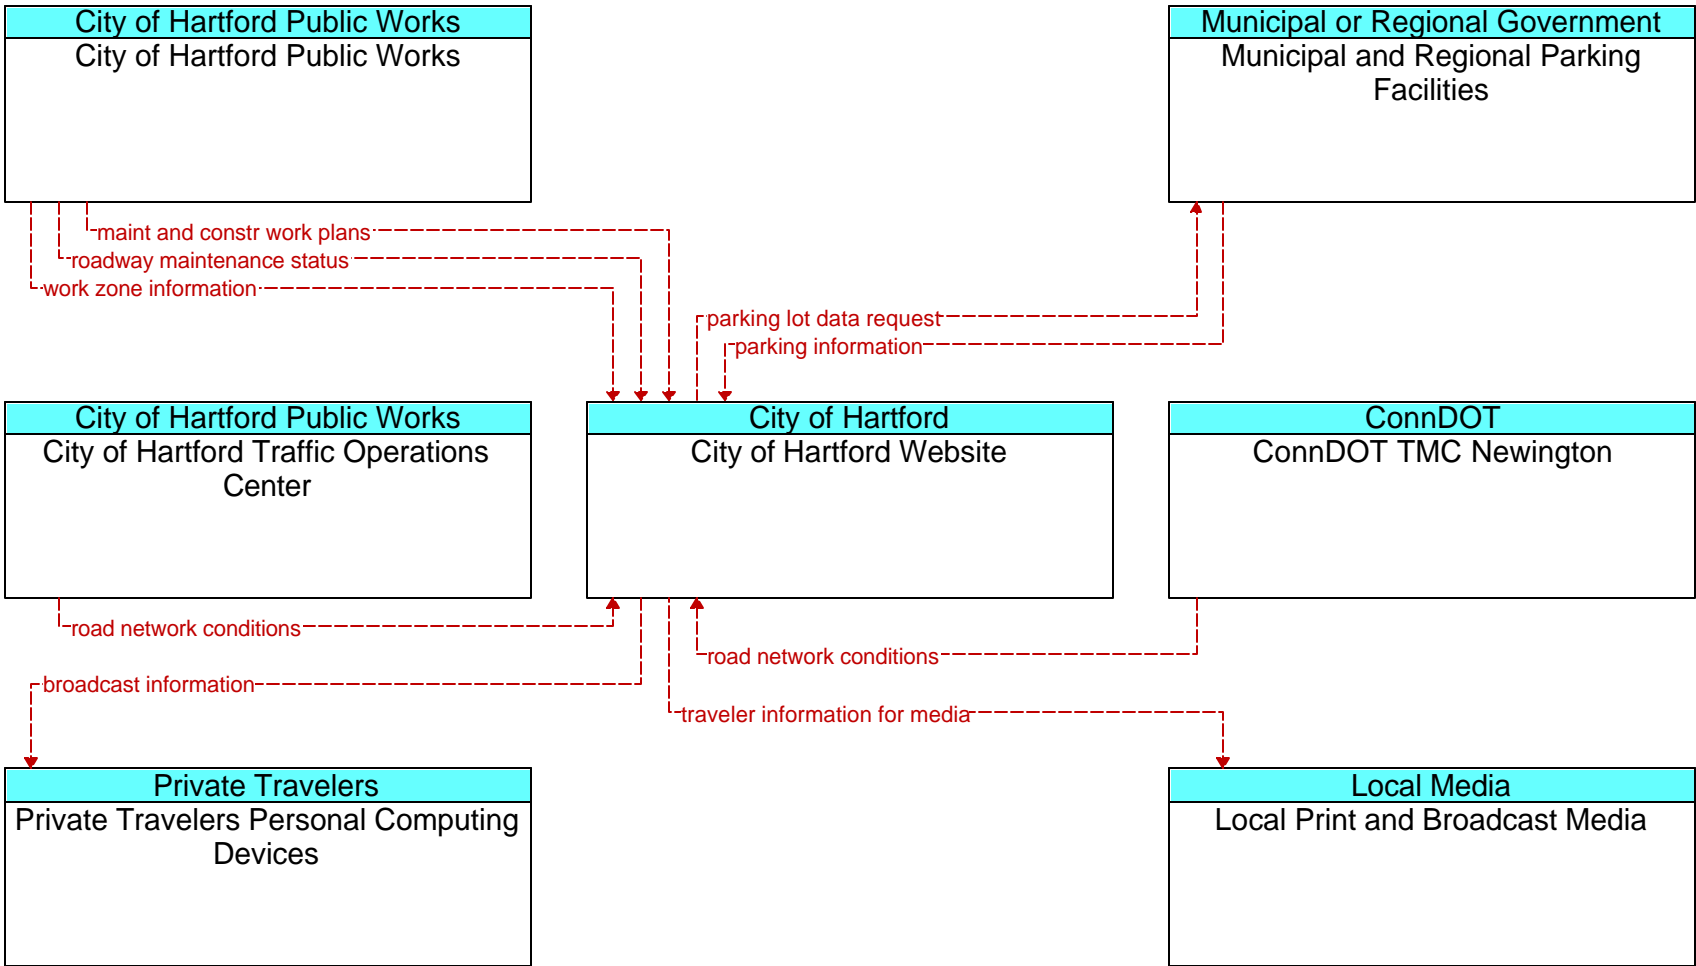 City of Hartford Public Works
City of Hartford Public Works
Municipal or Regional Government
Municipal and Regional Parking
Facilities
maint and constr work plans
roadway maintenance status
work zone information
parking lot data request
parking information
City of Hartford Public Works
City of Hartford Traffic Operations
Center
City of Hartford
City of Hartford Website
ConnDOT
ConnDOT TMC Newington
road network conditions
road network conditions
broadcast information
traveler information for media
Private Travelers
Private Travelers Personal Computing
Devices
Local Media
Local Print and Broadcast Media